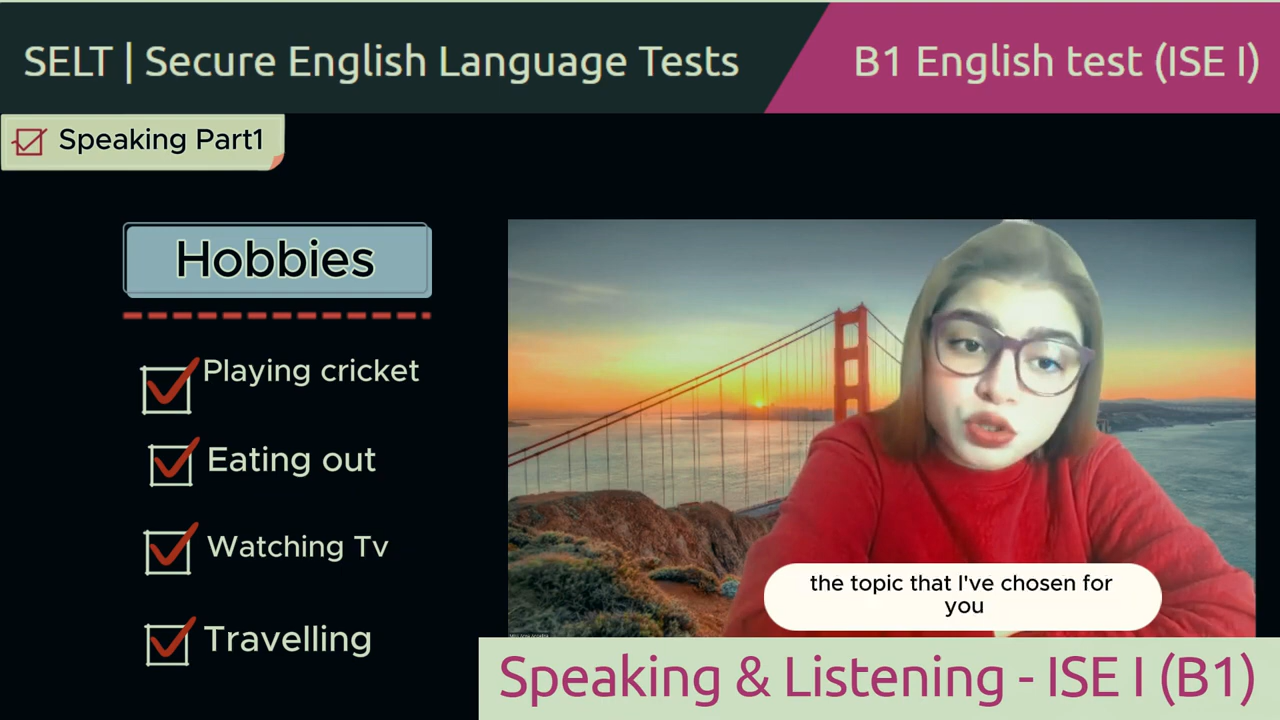 SELT | Secure English Language Tests
B1 English test (ISE I)
Speaking Part1
Hobbies
Playing cricket
Eating out
Watching Tv
Travelling
the topic that I've chosen for
you
Speaking & Listening - ISE I (B1)